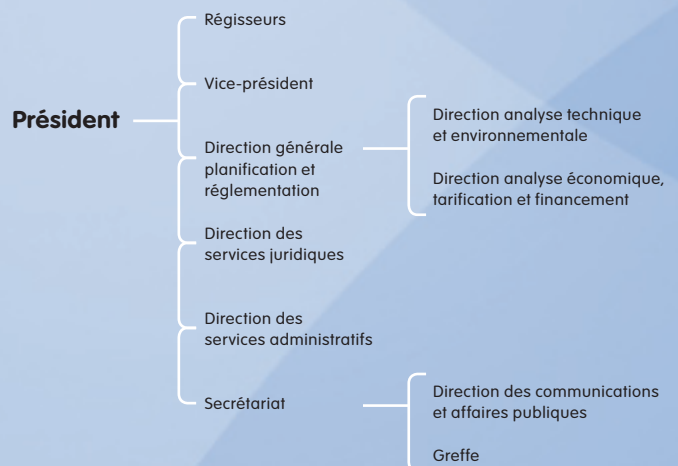 Président
Régisseurs
Vice-président
Direction générale
planification et
réglementation
Direction analyse technique
et environnementale
Direction analyse économique,
tarification et financement
Direction des
services juridiques
Direction des
services administratifs
Secrétariat
Direction des communications
et affaires publiques
Greffe